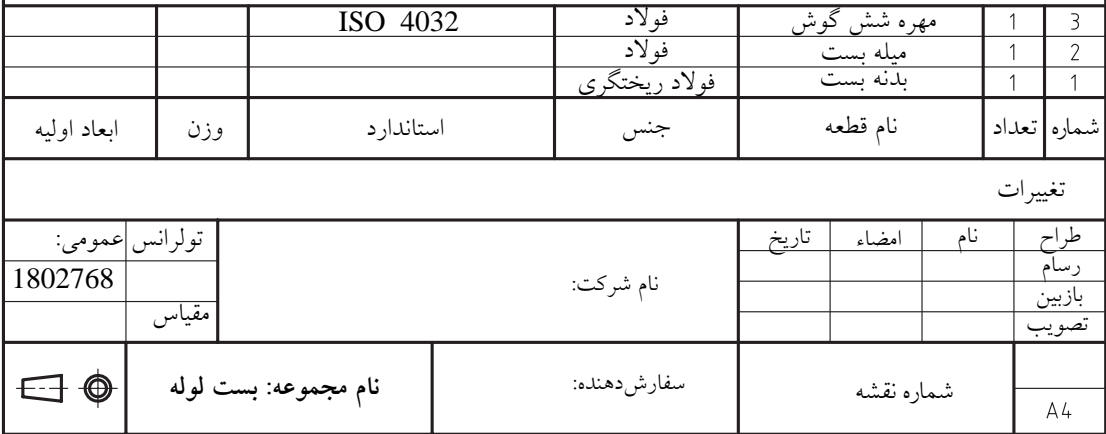 3 1 مهره شش گوش فولاد ISO 4032
2 1 میله بست فولاد
1 1 بدنه بست فولاد ریختگری
شماره تعداد نام قطعه جنس استاندارد وزن ابعاد اولیه
تغییرات
طراح نام امضاء تاریخ
رسام
بازبین
تصویب
نام شرکت:
تولرانس عمومی:
1802768
مقیاس
A4
شماره نقشه
سفارش‌دهنده:
نام مجموعه: بست لوله